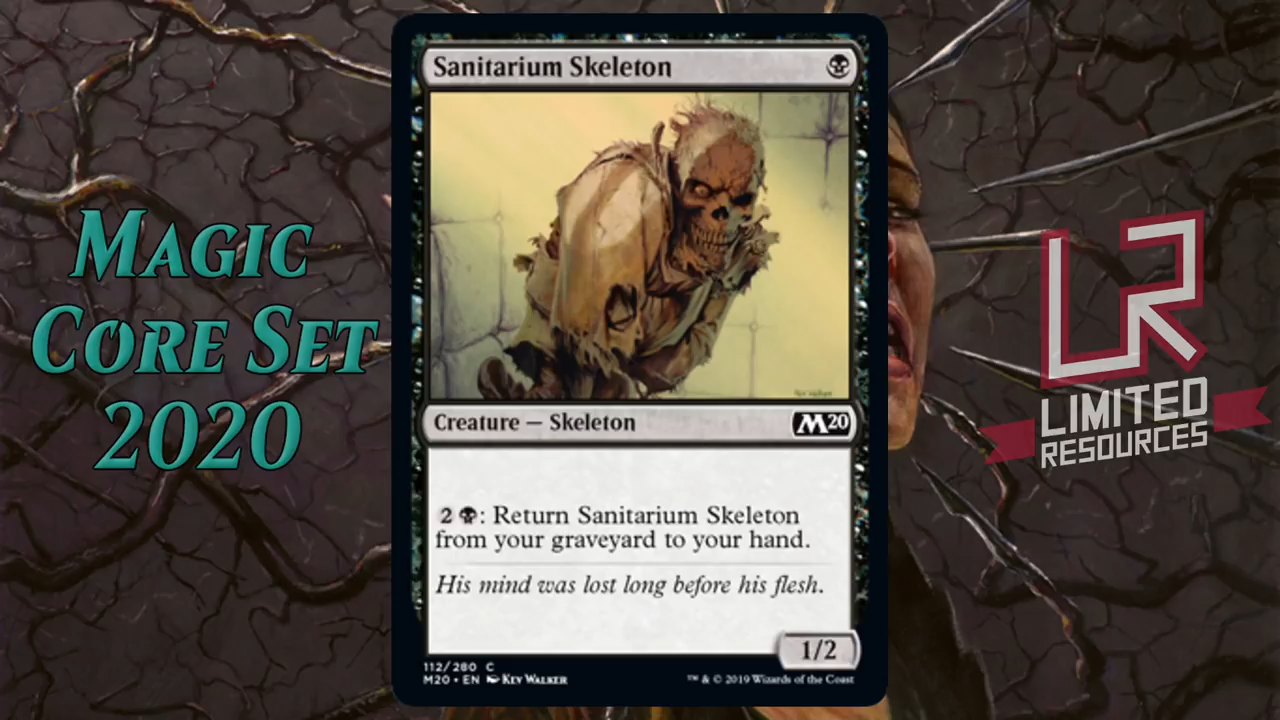 Magic
Core Set
2020
Sanitarium Skeleton
Creature — Skeleton
M20
2 : Return Sanitarium Skeleton
from your graveyard to your hand.
His mind was lost long before his flesh.
1/2
112/280 C
M20 • EN Kev Walker
™ & © 2019 Wizards of the Coast
LR
LIMITED
RESOURCES